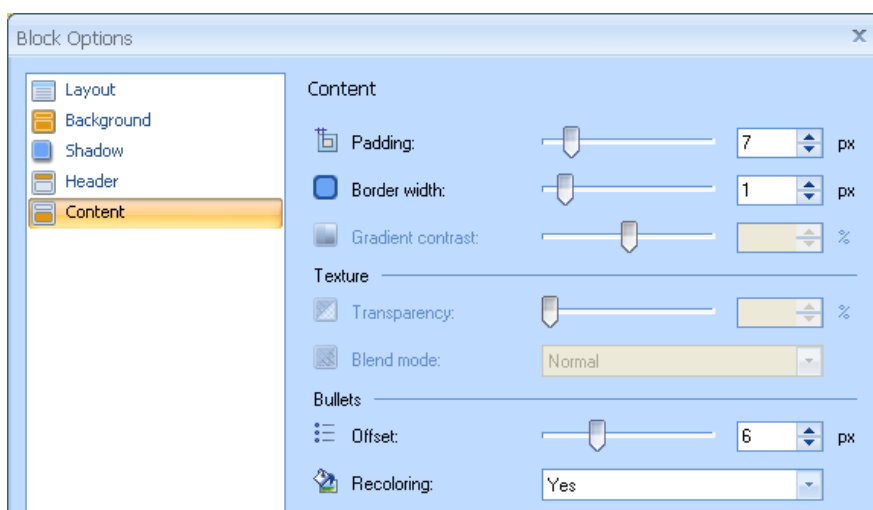 Block Options
Layout
Background
Shadow
Header
Content
Content
Padding: 7 px
Border width: 1 px
Gradient contrast: %
Texture
Transparency: %
Blend mode: Normal
Bullets
Offset: 6 px
Recoloring: Yes